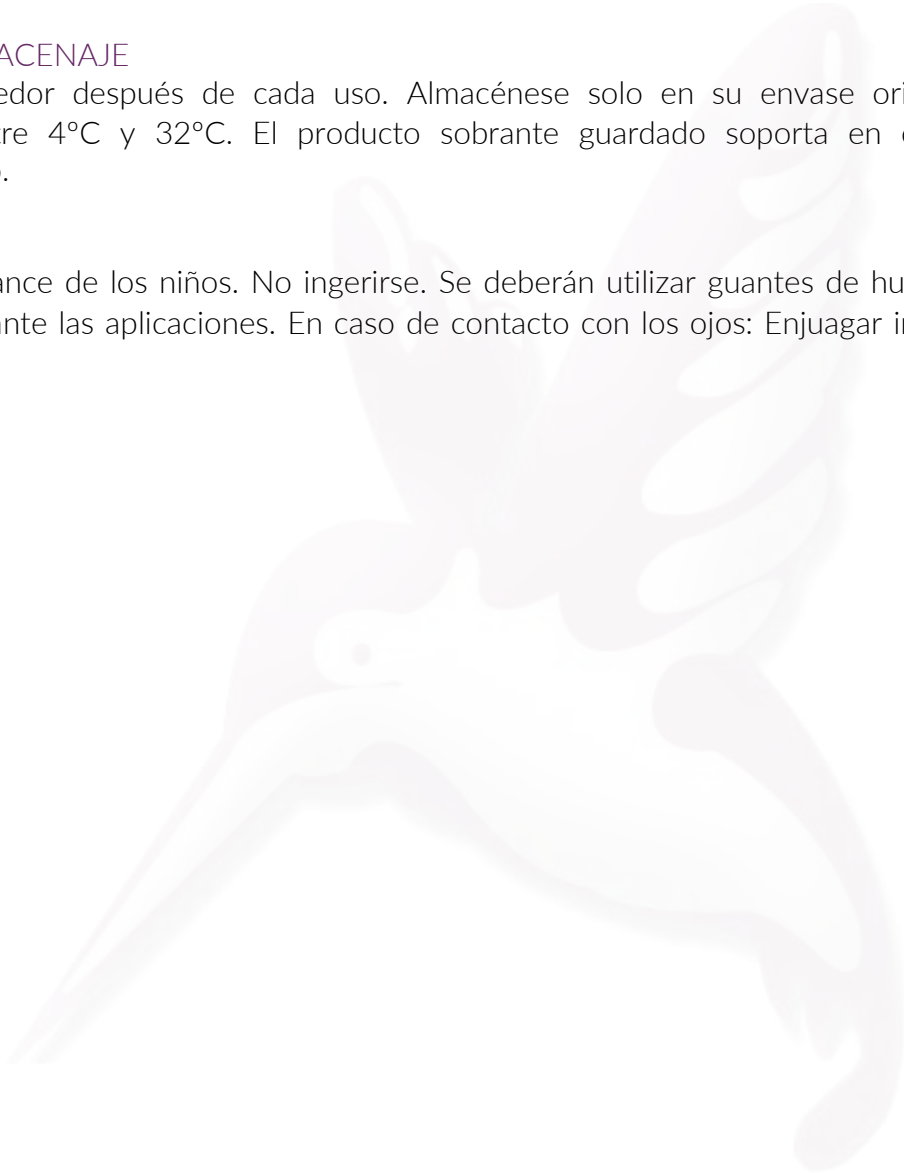 ACENAJE
edor después de cada uso. Almacénese solo en su envase ori
tre 4°C y 32°C. El producto sobrante guardado soporta en
.
ance de los niños. No ingerirse. Se deberán utilizar guantes de hu
ante las aplicaciones. En caso de contacto con los ojos: Enjuagar i